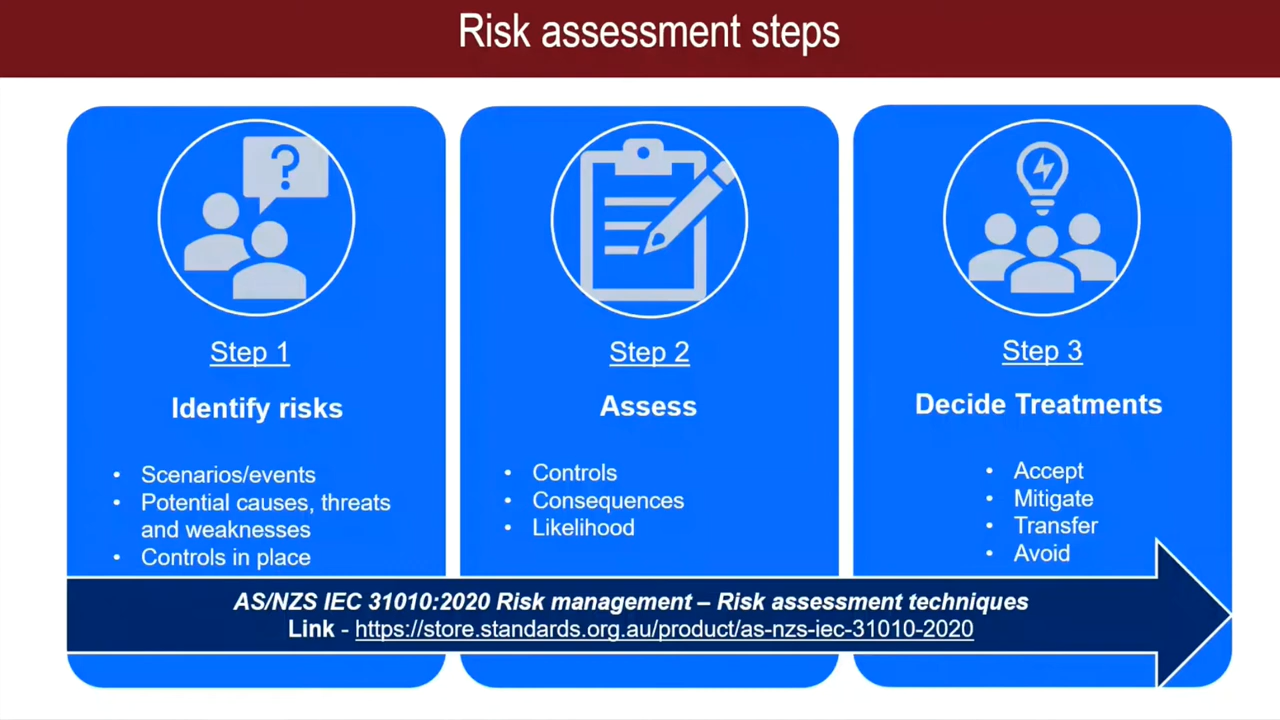 Risk assessment steps
?
Step 1
Identify risks
• Scenarios/events
• Potential causes, threats
and weaknesses
• Controls in place
Step 2
Assess
• Controls
• Consequences
• Likelihood
Step 3
Decide Treatments
• Accept
• Mitigate
• Transfer
• Avoid
AS/NZS IEC 31010:2020 Risk management – Risk assessment techniques
Link - https://store.standards.org.au/product/as-nzs-iec-31010-2020